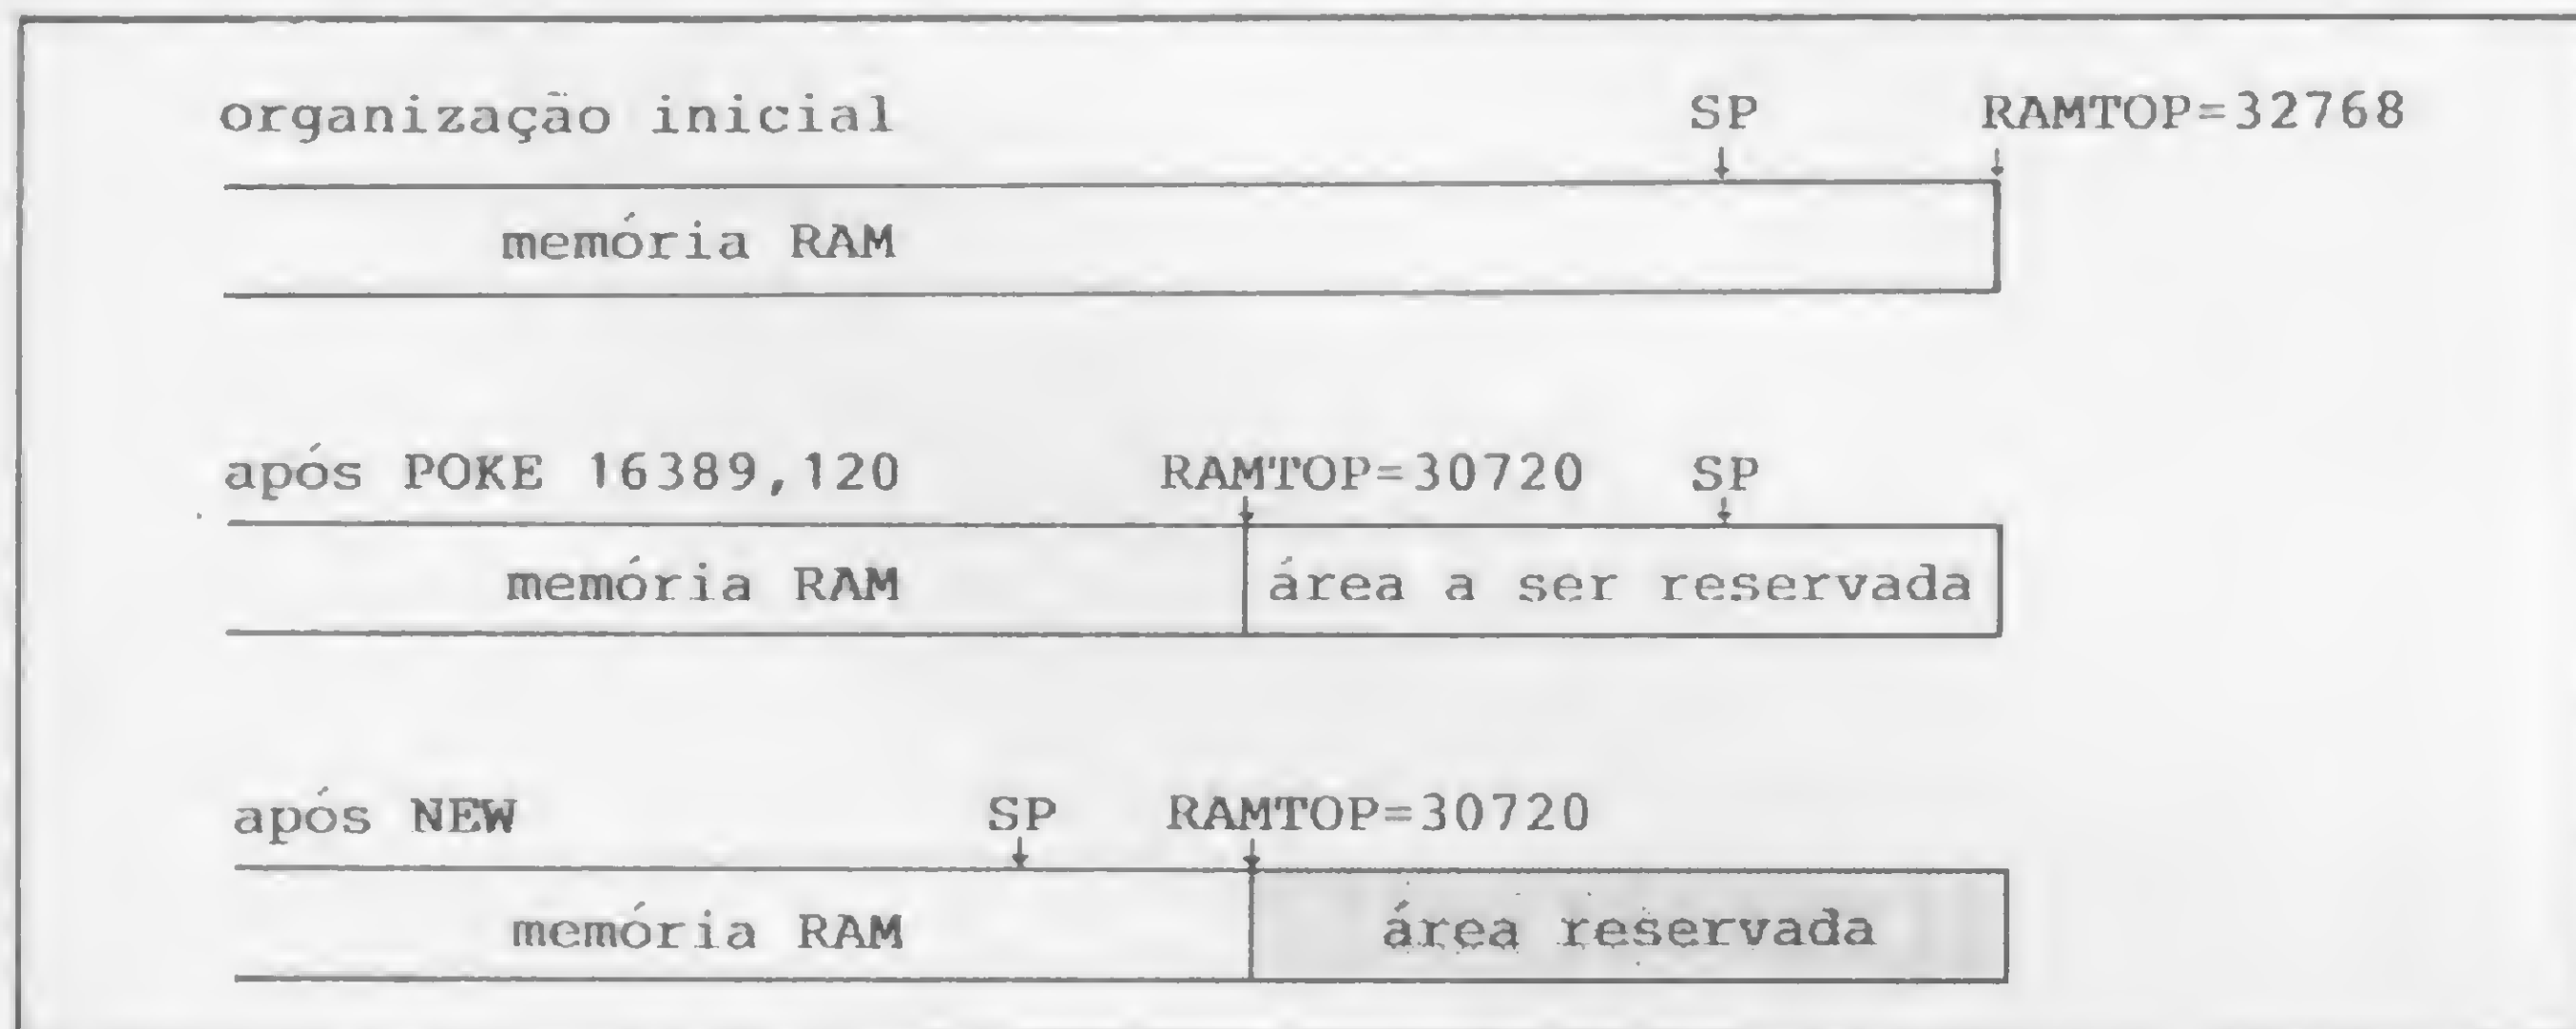 organização inicial SP RAMTOP=32768
memória RAM
após POKE 16389,120 RAMTOP=30720 SP
memória RAM área a ser reservada
após NEW SP RAMTOP=30720
memória RAM área reservada